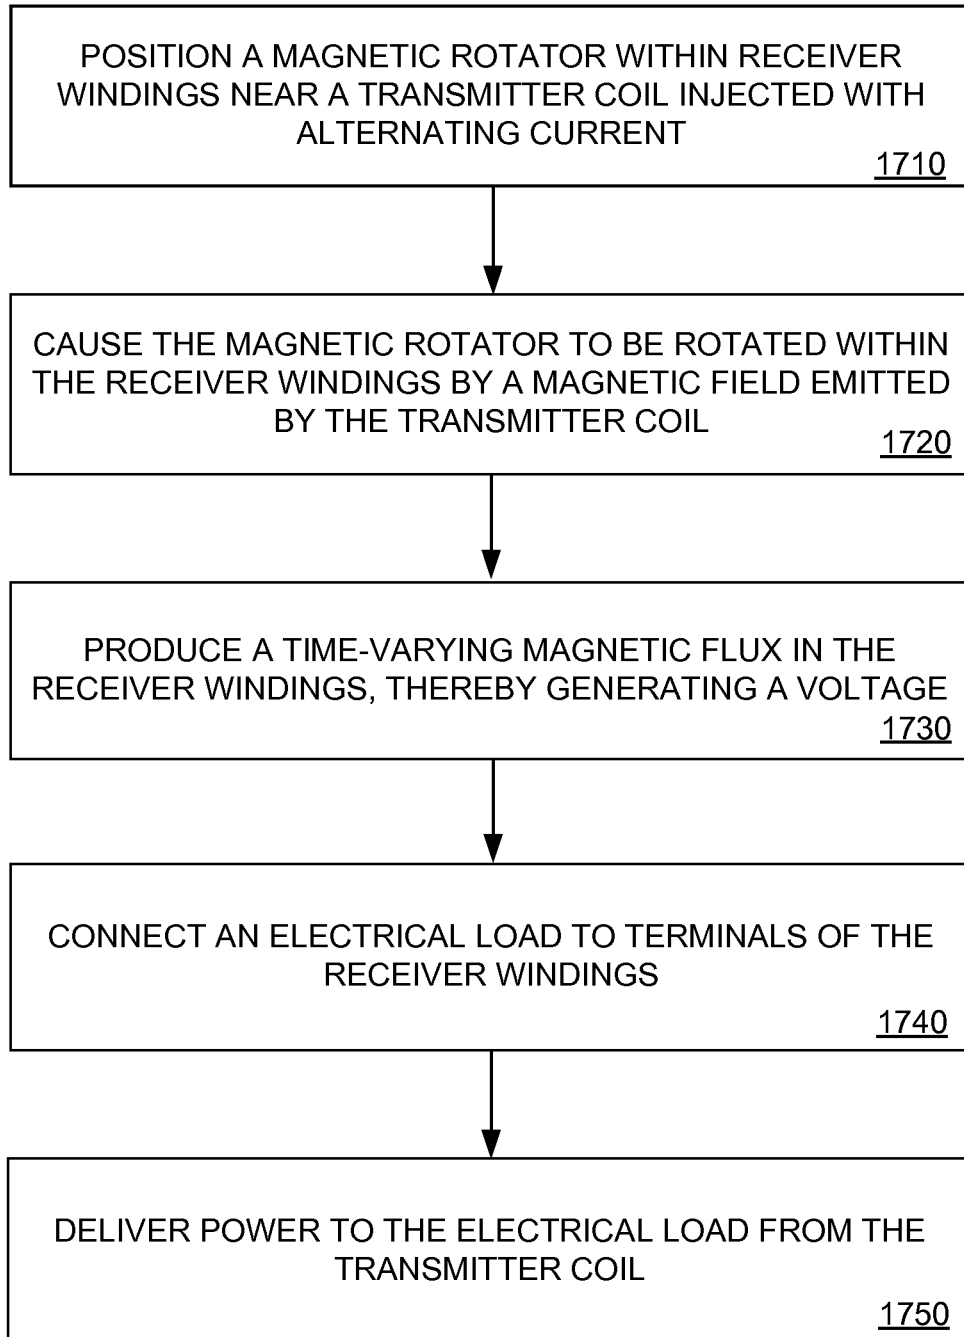 POSITION A MAGNETIC ROTATOR WITHIN RECEIVER
WINDINGS NEAR A TRANSMITTER COIL INJECTED WITH
ALTERNATING CURRENT
1710
CAUSE THE MAGNETIC ROTATOR TO BE ROTATED WITHIN
THE RECEIVER WINDINGS BY A MAGNETIC FIELD EMITTED
BY THE TRANSMITTER COIL
1720
PRODUCE A TIME-VARYING MAGNETIC FLUX IN THE
RECEIVER WINDINGS, THEREBY GENERATING A VOLTAGE
1730
CONNECT AN ELECTRICAL LOAD TO TERMINALS OF THE
RECEIVER WINDINGS
1740
DELIVER POWER TO THE ELECTRICAL LOAD FROM THE
TRANSMITTER COIL
1750